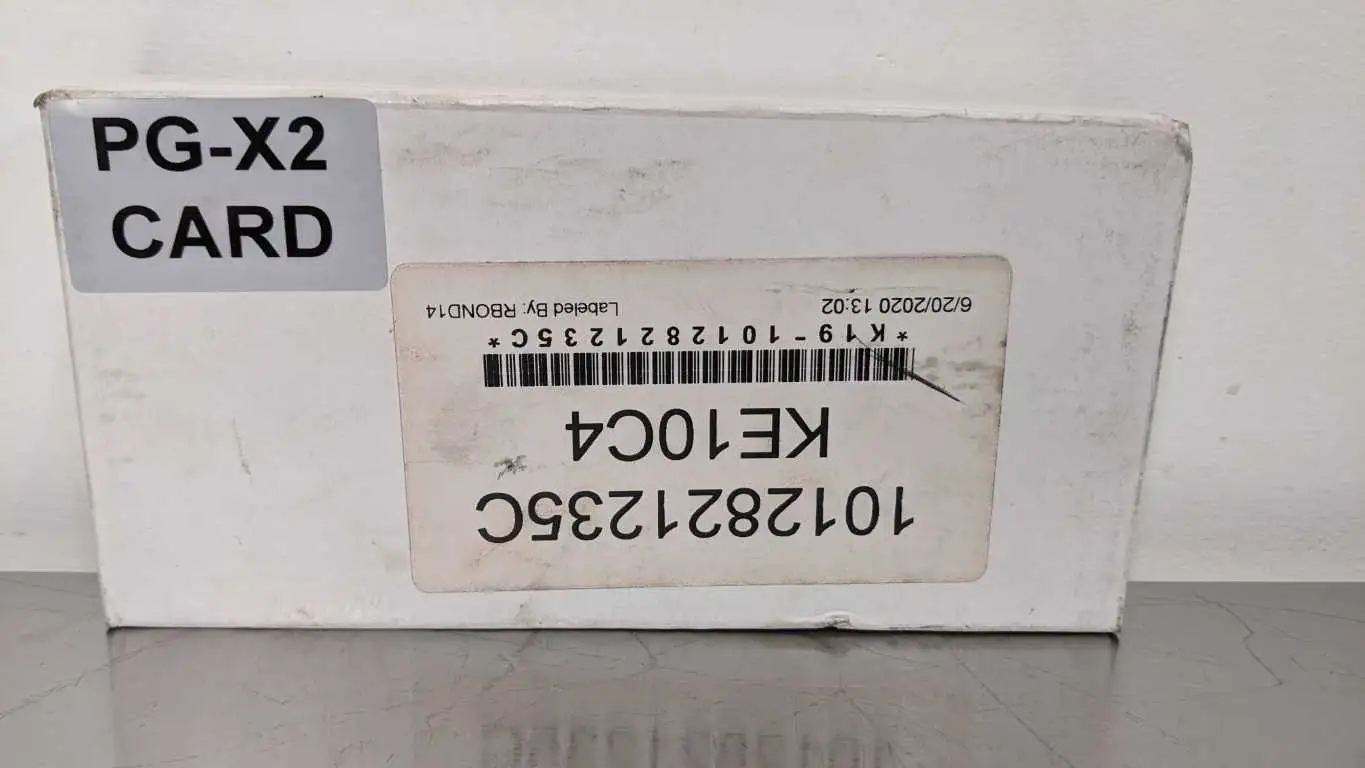 PG-X2
CARD
1012821235C
KE10C4
*K19-1012821235C*
6/20/2020 13:02 Labeled By: RBOND14